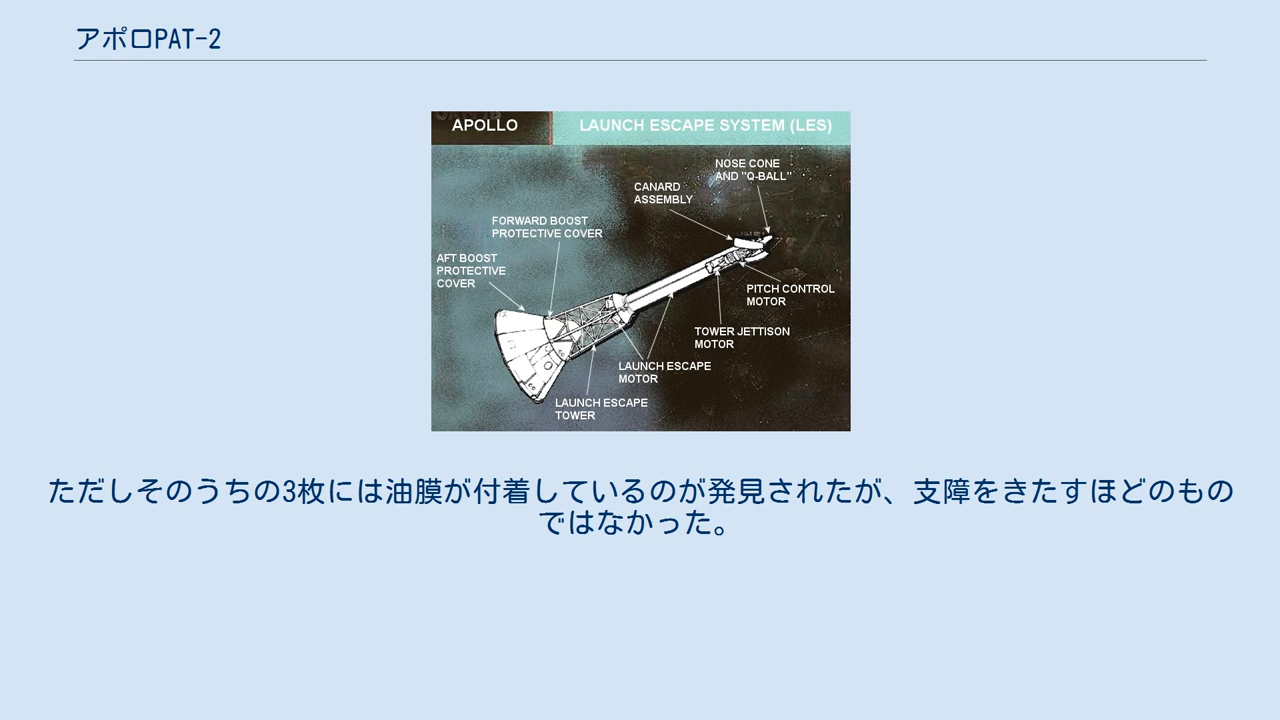 アポロPAT-2
APOLLO
LAUNCH ESCAPE SYSTEM (LES)
NOSE CONE
AND "Q-BALL"
CANARD
ASSEMBLY
FORWARD BOOST
PROTECTIVE COVER
AFT BOOST
PROTECTIVE
COVER
PITCH CONTROL
MOTOR
TOWER JETTISON
MOTOR
LAUNCH ESCAPE
MOTOR
LAUNCH ESCAPE
TOWER
ただしそのうちの3枚には油膜が付着しているのが発見されたが、支障をきたすほどのもの
ではなかった。